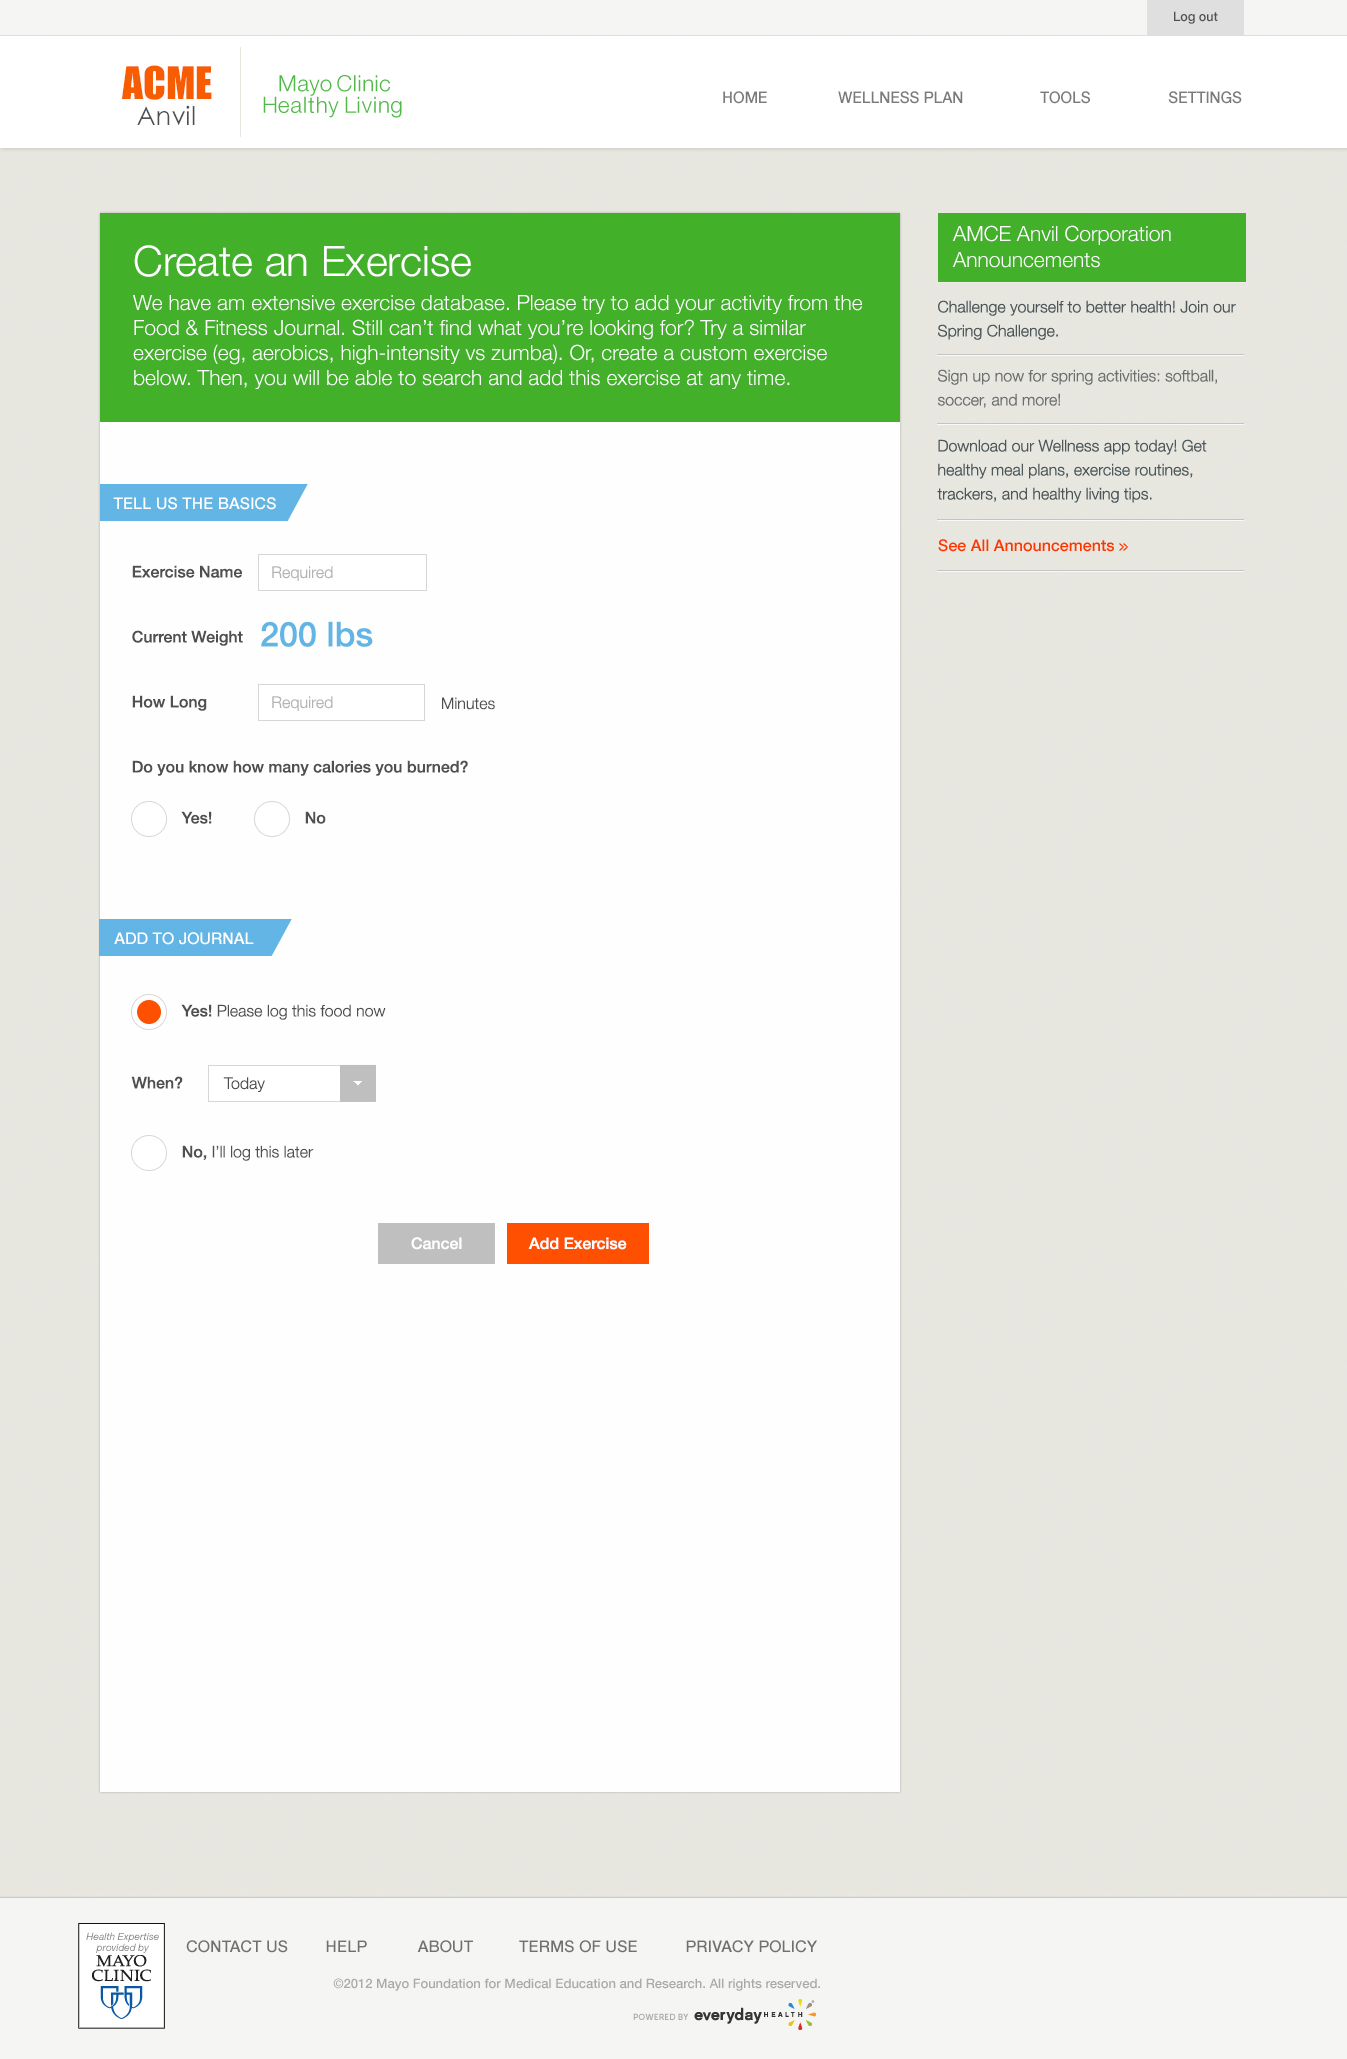 Log out
ACME
Anvil
Mayo Clinic
Healthy Living
HOME
WELLNESS PLAN
TOOLS
SETTINGS
Create an Exercise
We have am extensive exercise database. Please try to add your activity from the
Food & Fitness Journal. Still can’t find what you’re looking for? Try a similar
exercise (eg, aerobics, high-intensity vs zumba). Or, create a custom exercise
below. Then, you will be able to search and add this exercise at any time.
TELL US THE BASICS
Exercise Name Required
Current Weight 200 lbs
How Long Required Minutes
Do you know how many calories you burned?
Yes! No
ADD TO JOURNAL
Yes! Please log this food now
When? Today
No, I’ll log this later
Cancel
Add Exercise
AMCE Anvil Corporation
Announcements
Challenge yourself to better health! Join our
Spring Challenge.
Sign up now for spring activities: softball,
soccer, and more!
Download our Wellness app today! Get
healthy meal plans, exercise routines,
trackers, and healthy living tips.
See All Announcements »
Health Expertise
provided by
MAYO
CLINIC
CONTACT US
HELP
ABOUT
TERMS OF USE
PRIVACY POLICY
©2012 Mayo Foundation for Medical Education and Research. All rights reserved.
POWERED BY everyday HEALTH